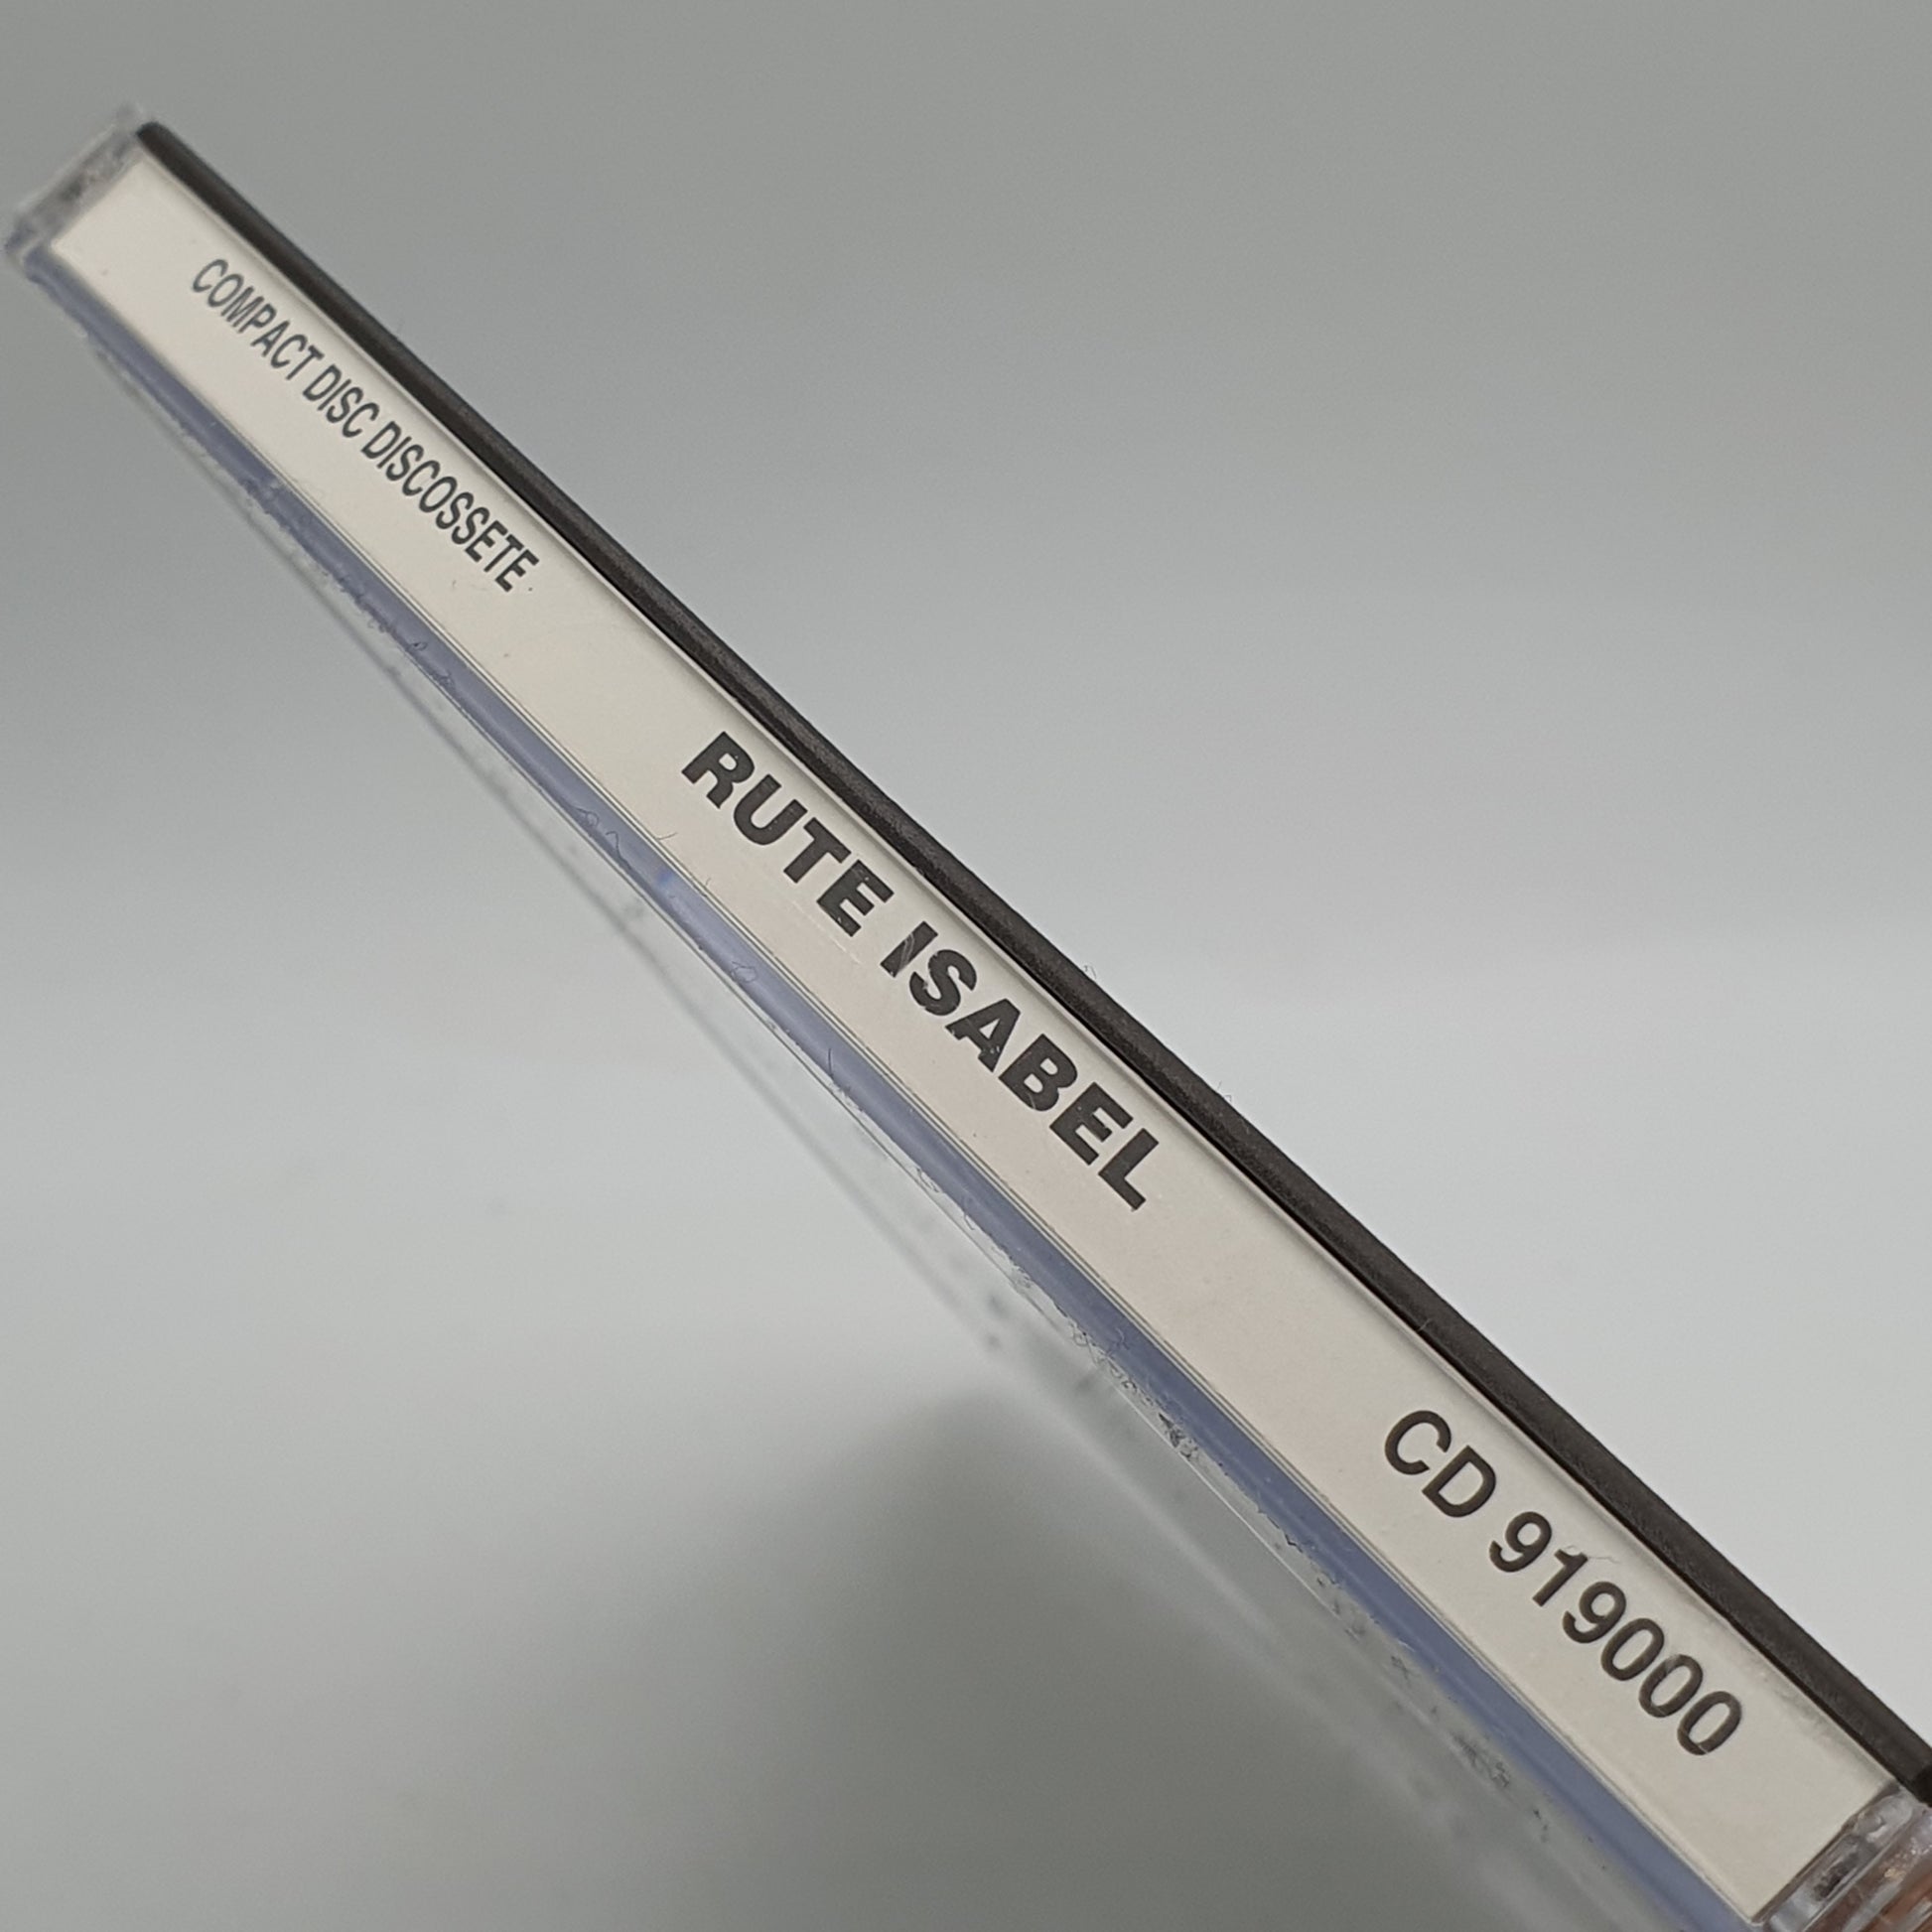 COMPACT DISC DISCOSSETE
RUTE ISABEL
CD 919000